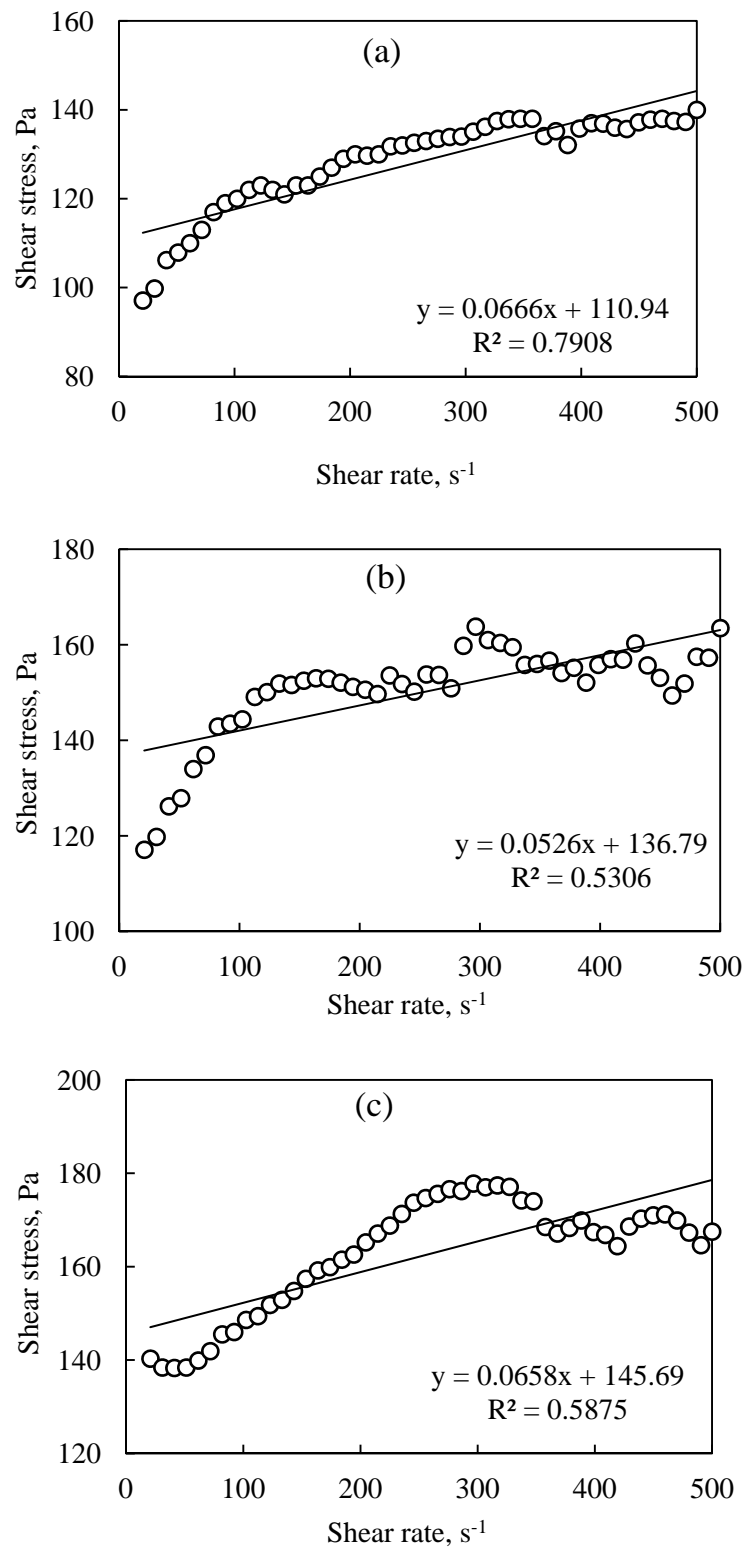 (a)
Shear stress, Pa
160
140
120
100
80
y = 0.0666x + 110.94
R² = 0.7908
0 100 200 300 400 500
Shear rate, s-1
(b)
Shear stress, Pa
180
160
140
120
100
y = 0.0526x + 136.79
R² = 0.5306
0 100 200 300 400 500
Shear rate, s-1
(c)
Shear stress, Pa
200
180
160
140
120
y = 0.0658x + 145.69
R² = 0.5875
0 100 200 300 400 500
Shear rate, s-1